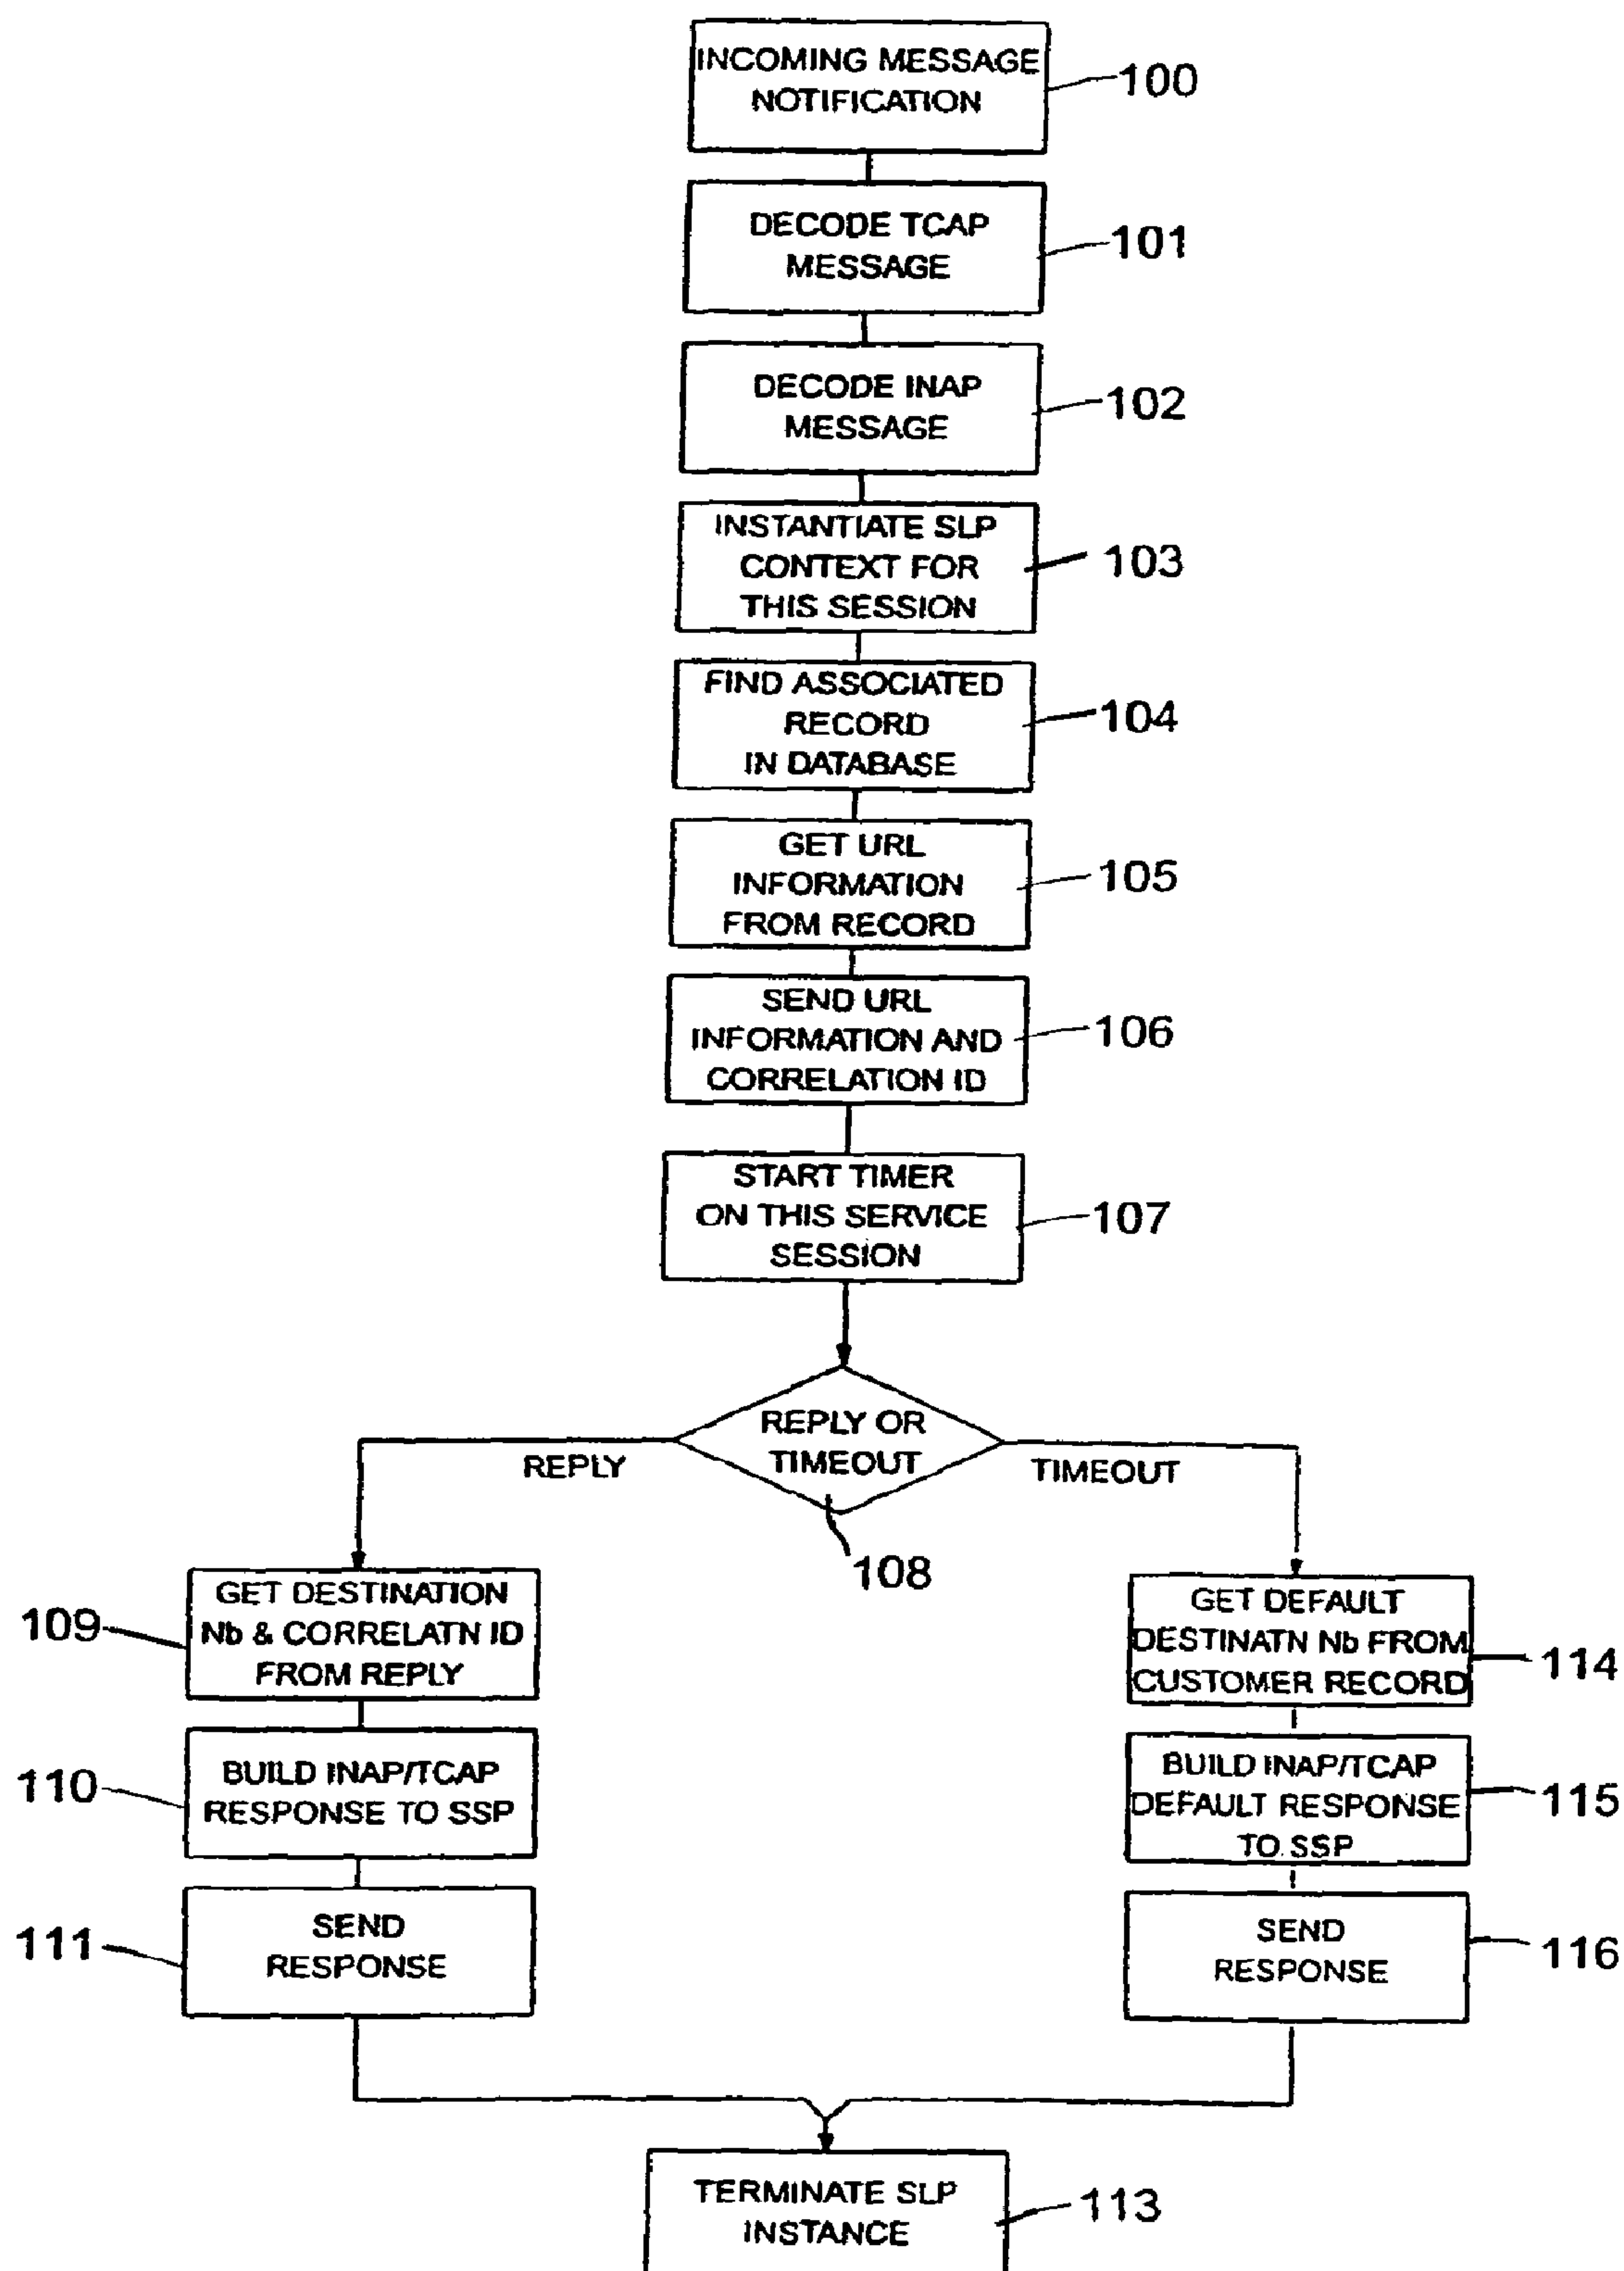 INCOMING MESSAGE
NOTIFICATION
100
DECODE TCAP
MESSAGE
101
DECODE INAP
MESSAGE
102
INSTANTIATE SLP
CONTEXT FOR
THIS SESSION
103
FIND ASSOCIATED
RECORD
IN DATABASE
104
GET URL
INFORMATION
FROM RECORD
105
SEND URL
INFORMATION AND
CORRELATION ID
106
START TIMER
ON THIS SERVICE
SESSION
107
REPLY OR
TIMEOUT
108
REPLY
TIMEOUT
GET DESTINATION
Nb & CORRELATN ID
FROM REPLY
109
BUILD INAP/TCAP
RESPONSE TO SSP
110
SEND
RESPONSE
111
GET DEFAULT
DESTINATN Nb FROM
CUSTOMER RECORD
114
BUILD INAP/TCAP
DEFAULT RESPONSE
TO SSP
115
SEND
RESPONSE
116
TERMINATE SLP
INSTANCE
113